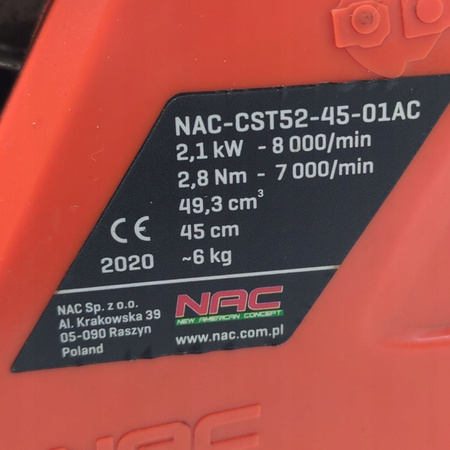 NAC-CST52-45-01AC
2,1 kW - 8 000/min
2,8 Nm - 7 000/min
49,3 cm³
45 cm
CE
2020 ~6 kg
NAC Sp. z o.o.
Al. Krakowska 39
05-090 Raszyn
Poland
NAC
NEW AMERICAN CONCEPT
www.nac.com.pl
NAC